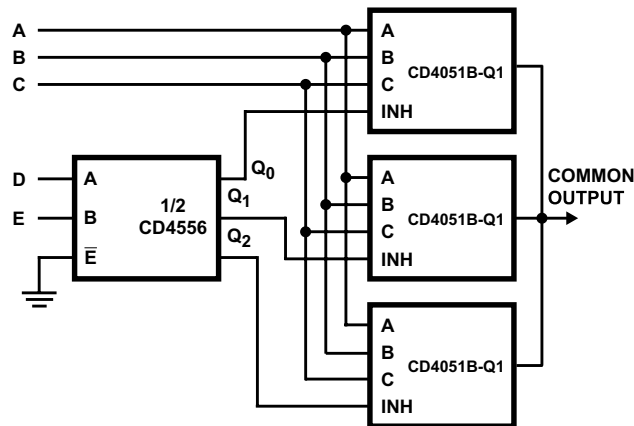 A
B
C
A
B
CD4051B-Q1
C
INH
D
E
A
B
E
1/2
CD4556
Q0
Q1
Q2
A
B
CD4051B-Q1
C
INH
COMMON
OUTPUT
A
B
CD4051B-Q1
C
INH